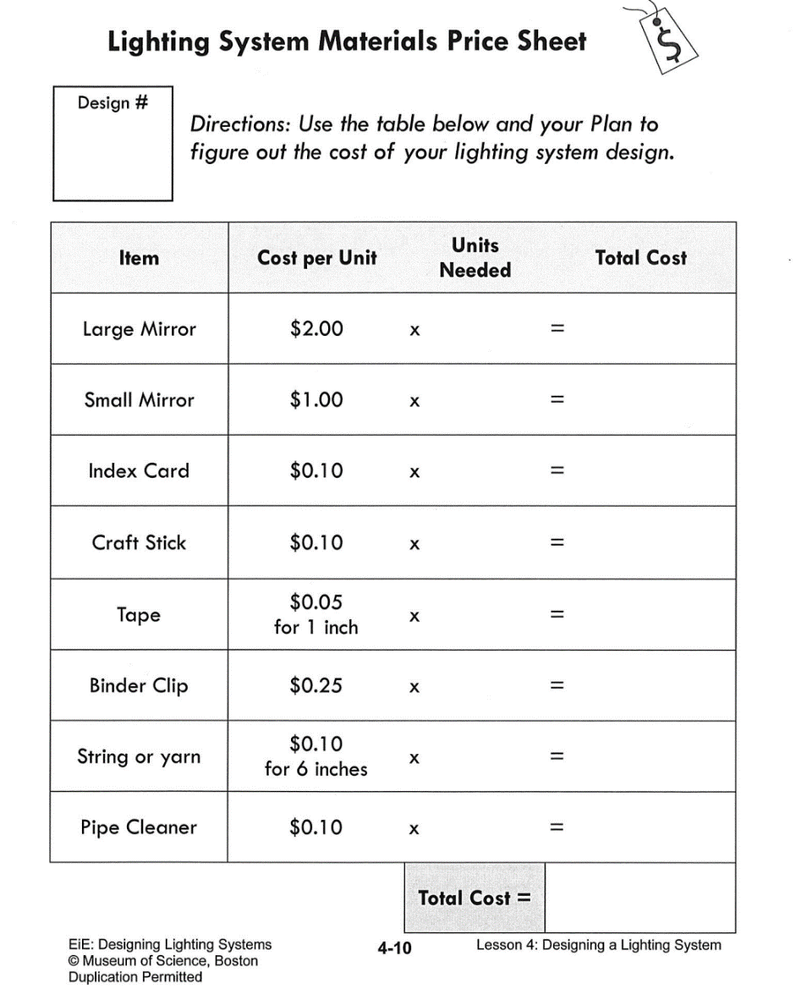 Lighting System Materials Price Sheet
$
Design #
Directions: Use the table below and your Plan to
figure out the cost of your lighting system design.
Item Cost per Unit Units Needed Total Cost
Large Mirror $2.00 x =
Small Mirror $1.00 x =
Index Card $0.10 x =
Craft Stick $0.10 x =
Tape $0.05 for 1 inch x =
Binder Clip $0.25 x =
String or yarn $0.10 for 6 inches x =
Pipe Cleaner $0.10 x =
Total Cost =
EiE: Designing Lighting Systems
© Museum of Science, Boston
Duplication Permitted
4-10
Lesson 4: Designing a Lighting System